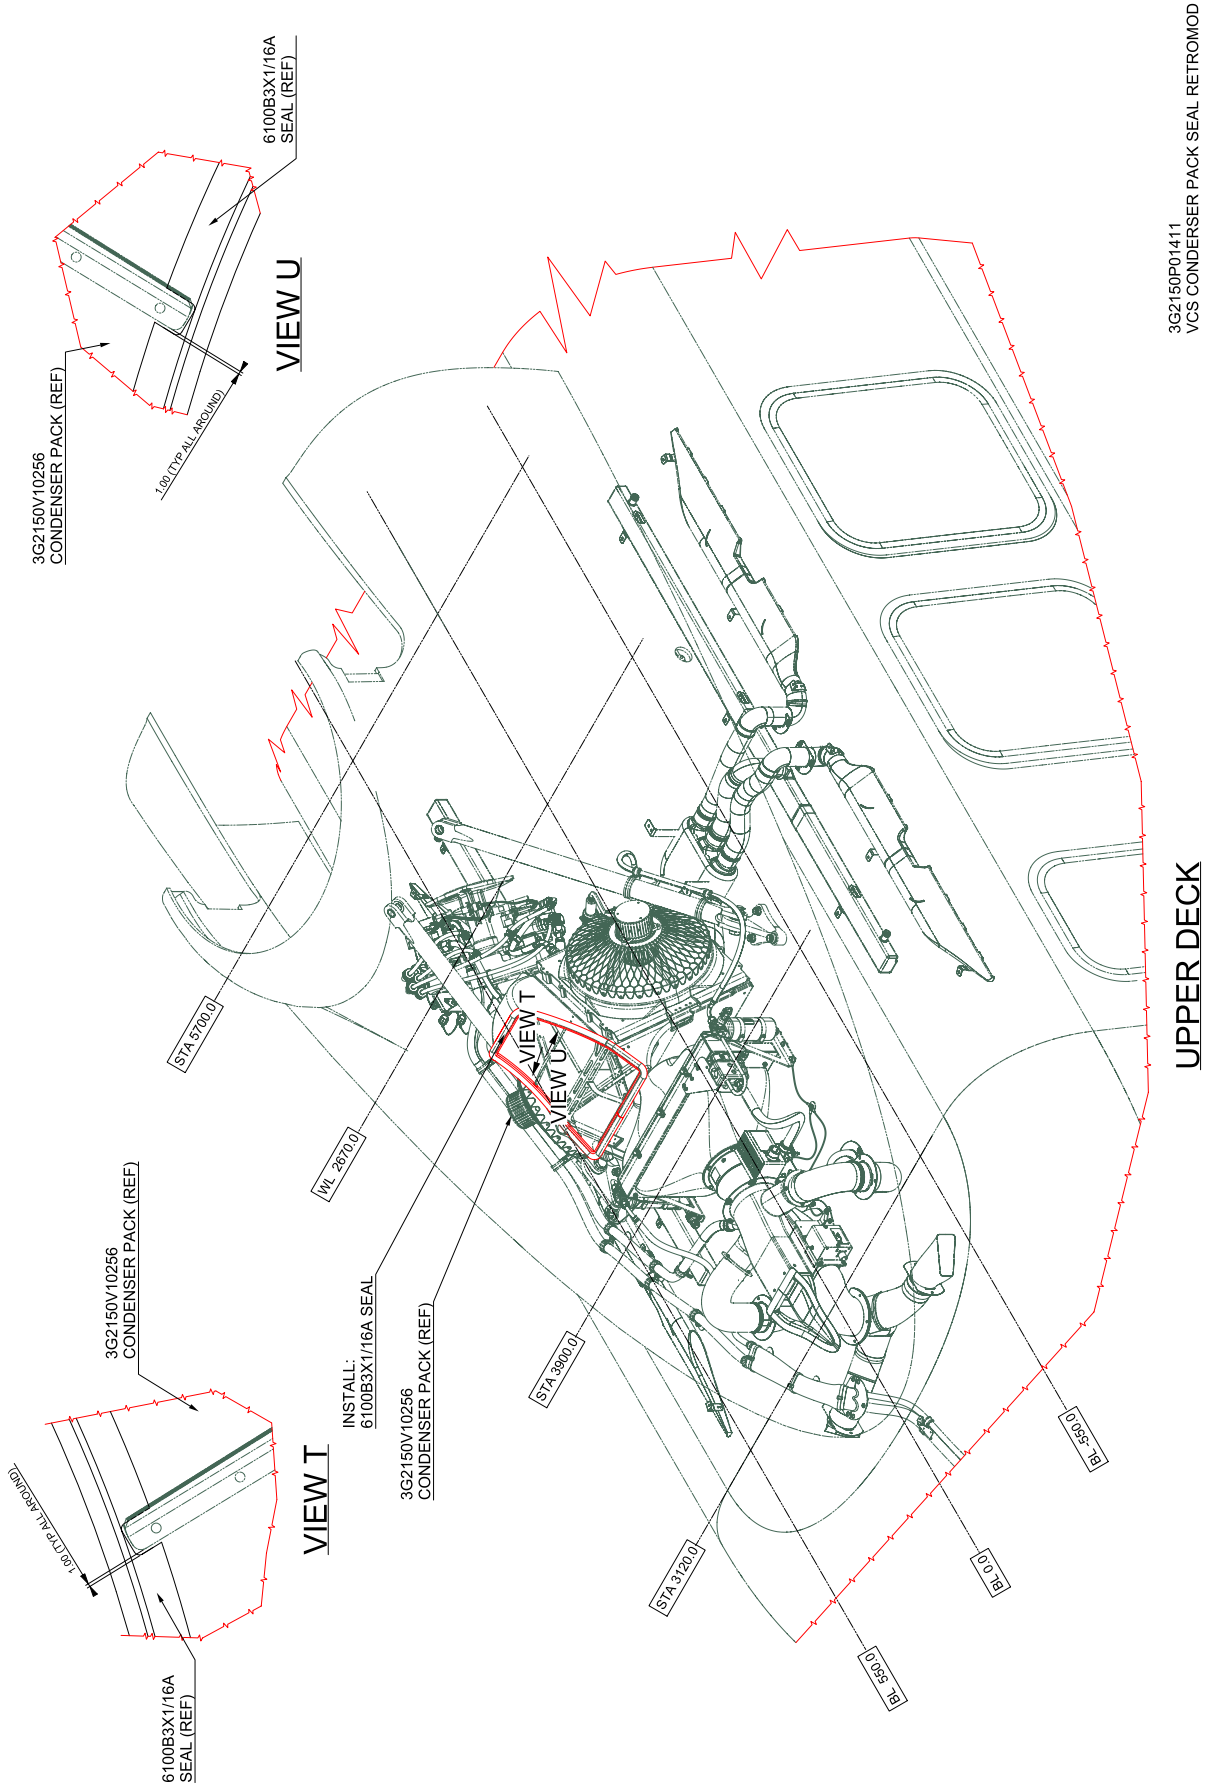 3G2150V10256
CONDENSER PACK (REF)
6100B3X1/16A
SEAL (REF)
1.00 (TYP ALL AROUND)
VIEW T
3G2150V10256
CONDENSER PACK (REF)
6100B3X1/16A
SEAL (REF)
1.00 (TYP ALL AROUND)
VIEW U
STA 5700.0
WL 2670.0
INSTALL:
6100B3X1/16A SEAL
3G2150V10256
CONDENSER PACK (REF)
VIEW T
VIEW U
STA 3900.0
STA 3120.0
BL 550.0
BL 0.0
BL -550.0
UPPER DECK
3G2150P01411
VCS CONDERSER PACK SEAL RETROMOD